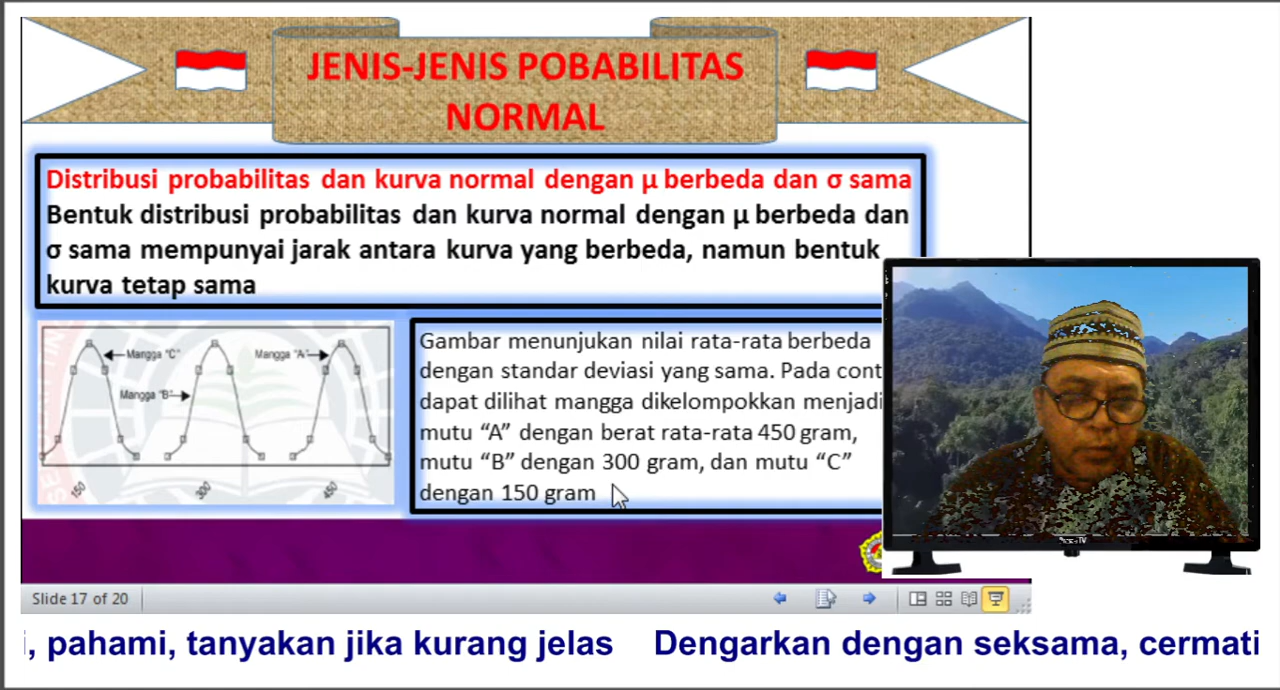 JENIS-JENIS POBABILITAS
NORMAL
Distribusi probabilitas dan kurva normal dengan μ berbeda dan σ sama
Bentuk distribusi probabilitas dan kurva normal dengan μ berbeda dan
σ sama mempunyai jarak antara kurva yang berbeda, namun bentuk
kurva tetap sama
Mangga "C"
Mangga "A"
Mangga "B"
150
300
450
Gambar menunjukan nilai rata-rata berbeda
dengan standar deviasi yang sama. Pada cont
dapat dilihat mangga dikelompokkan menjadi
mutu “A” dengan berat rata-rata 450 gram,
mutu “B” dengan 300 gram, dan mutu “C”
dengan 150 gram
Slide 17 of 20
i, pahami, tanyakan jika kurang jelas Dengarkan dengan seksama, cermati